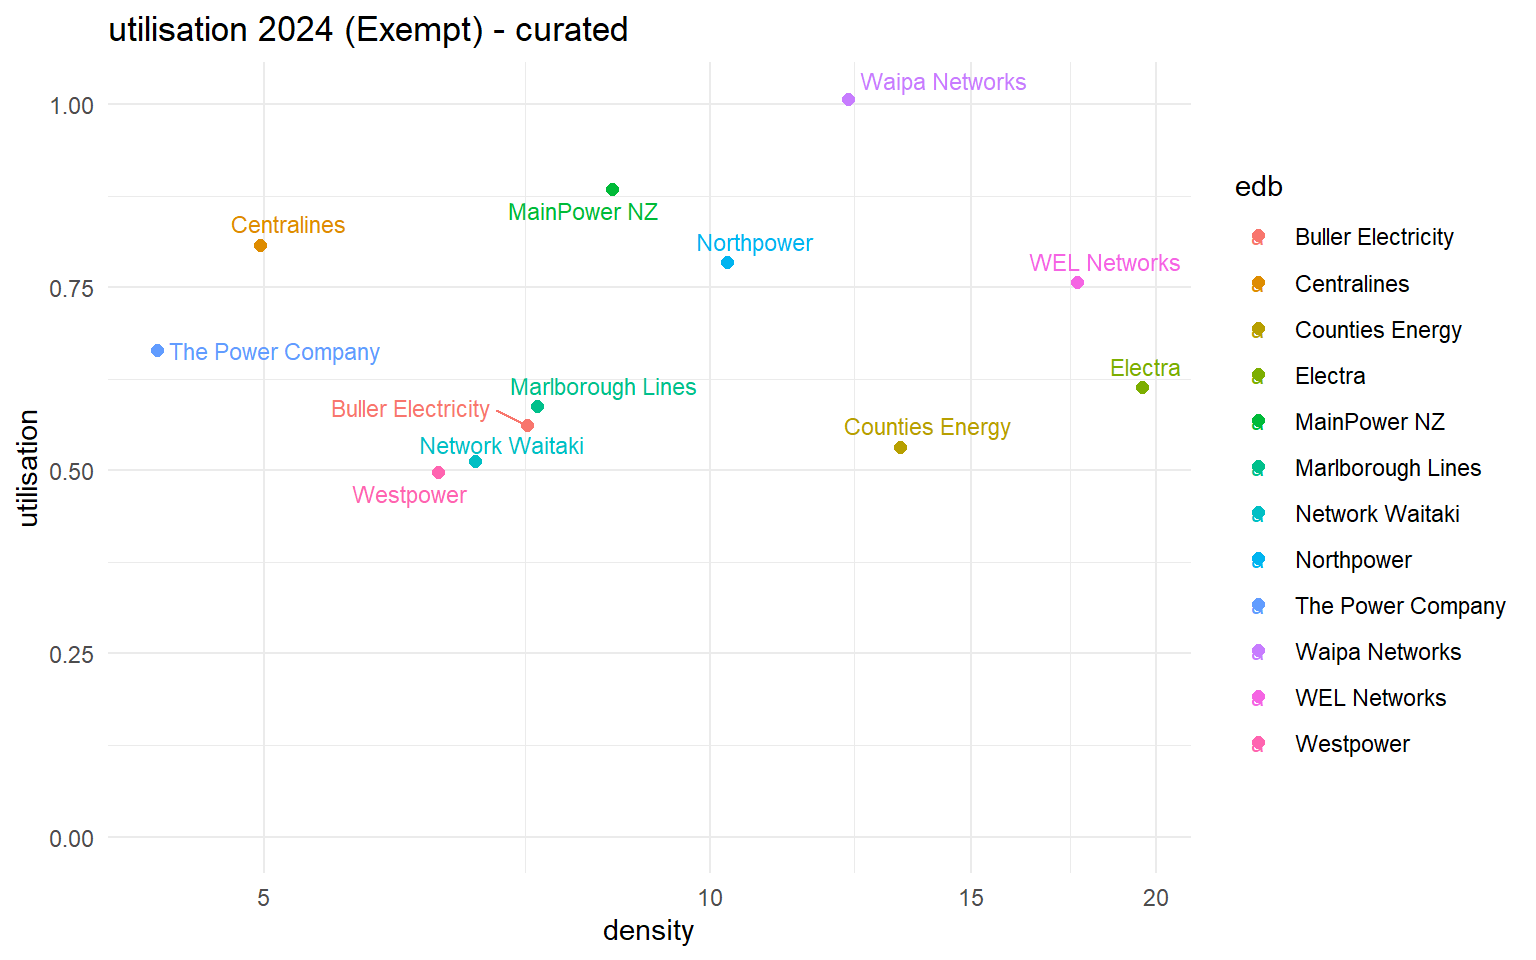 utilisation 2024 (Exempt) - curated
utilisation
1.00
0.75
0.50
0.25
0.00
Waipa Networks
MainPower NZ
Centralines
Northpower
WEL Networks
The Power Company
Electra
Marlborough Lines
Buller Electricity
Counties Energy
Network Waitaki
Westpower
5
10
15
20
density
edb
Buller Electricity
Centralines
Counties Energy
Electra
MainPower NZ
Marlborough Lines
Network Waitaki
Northpower
The Power Company
Waipa Networks
WEL Networks
Westpower